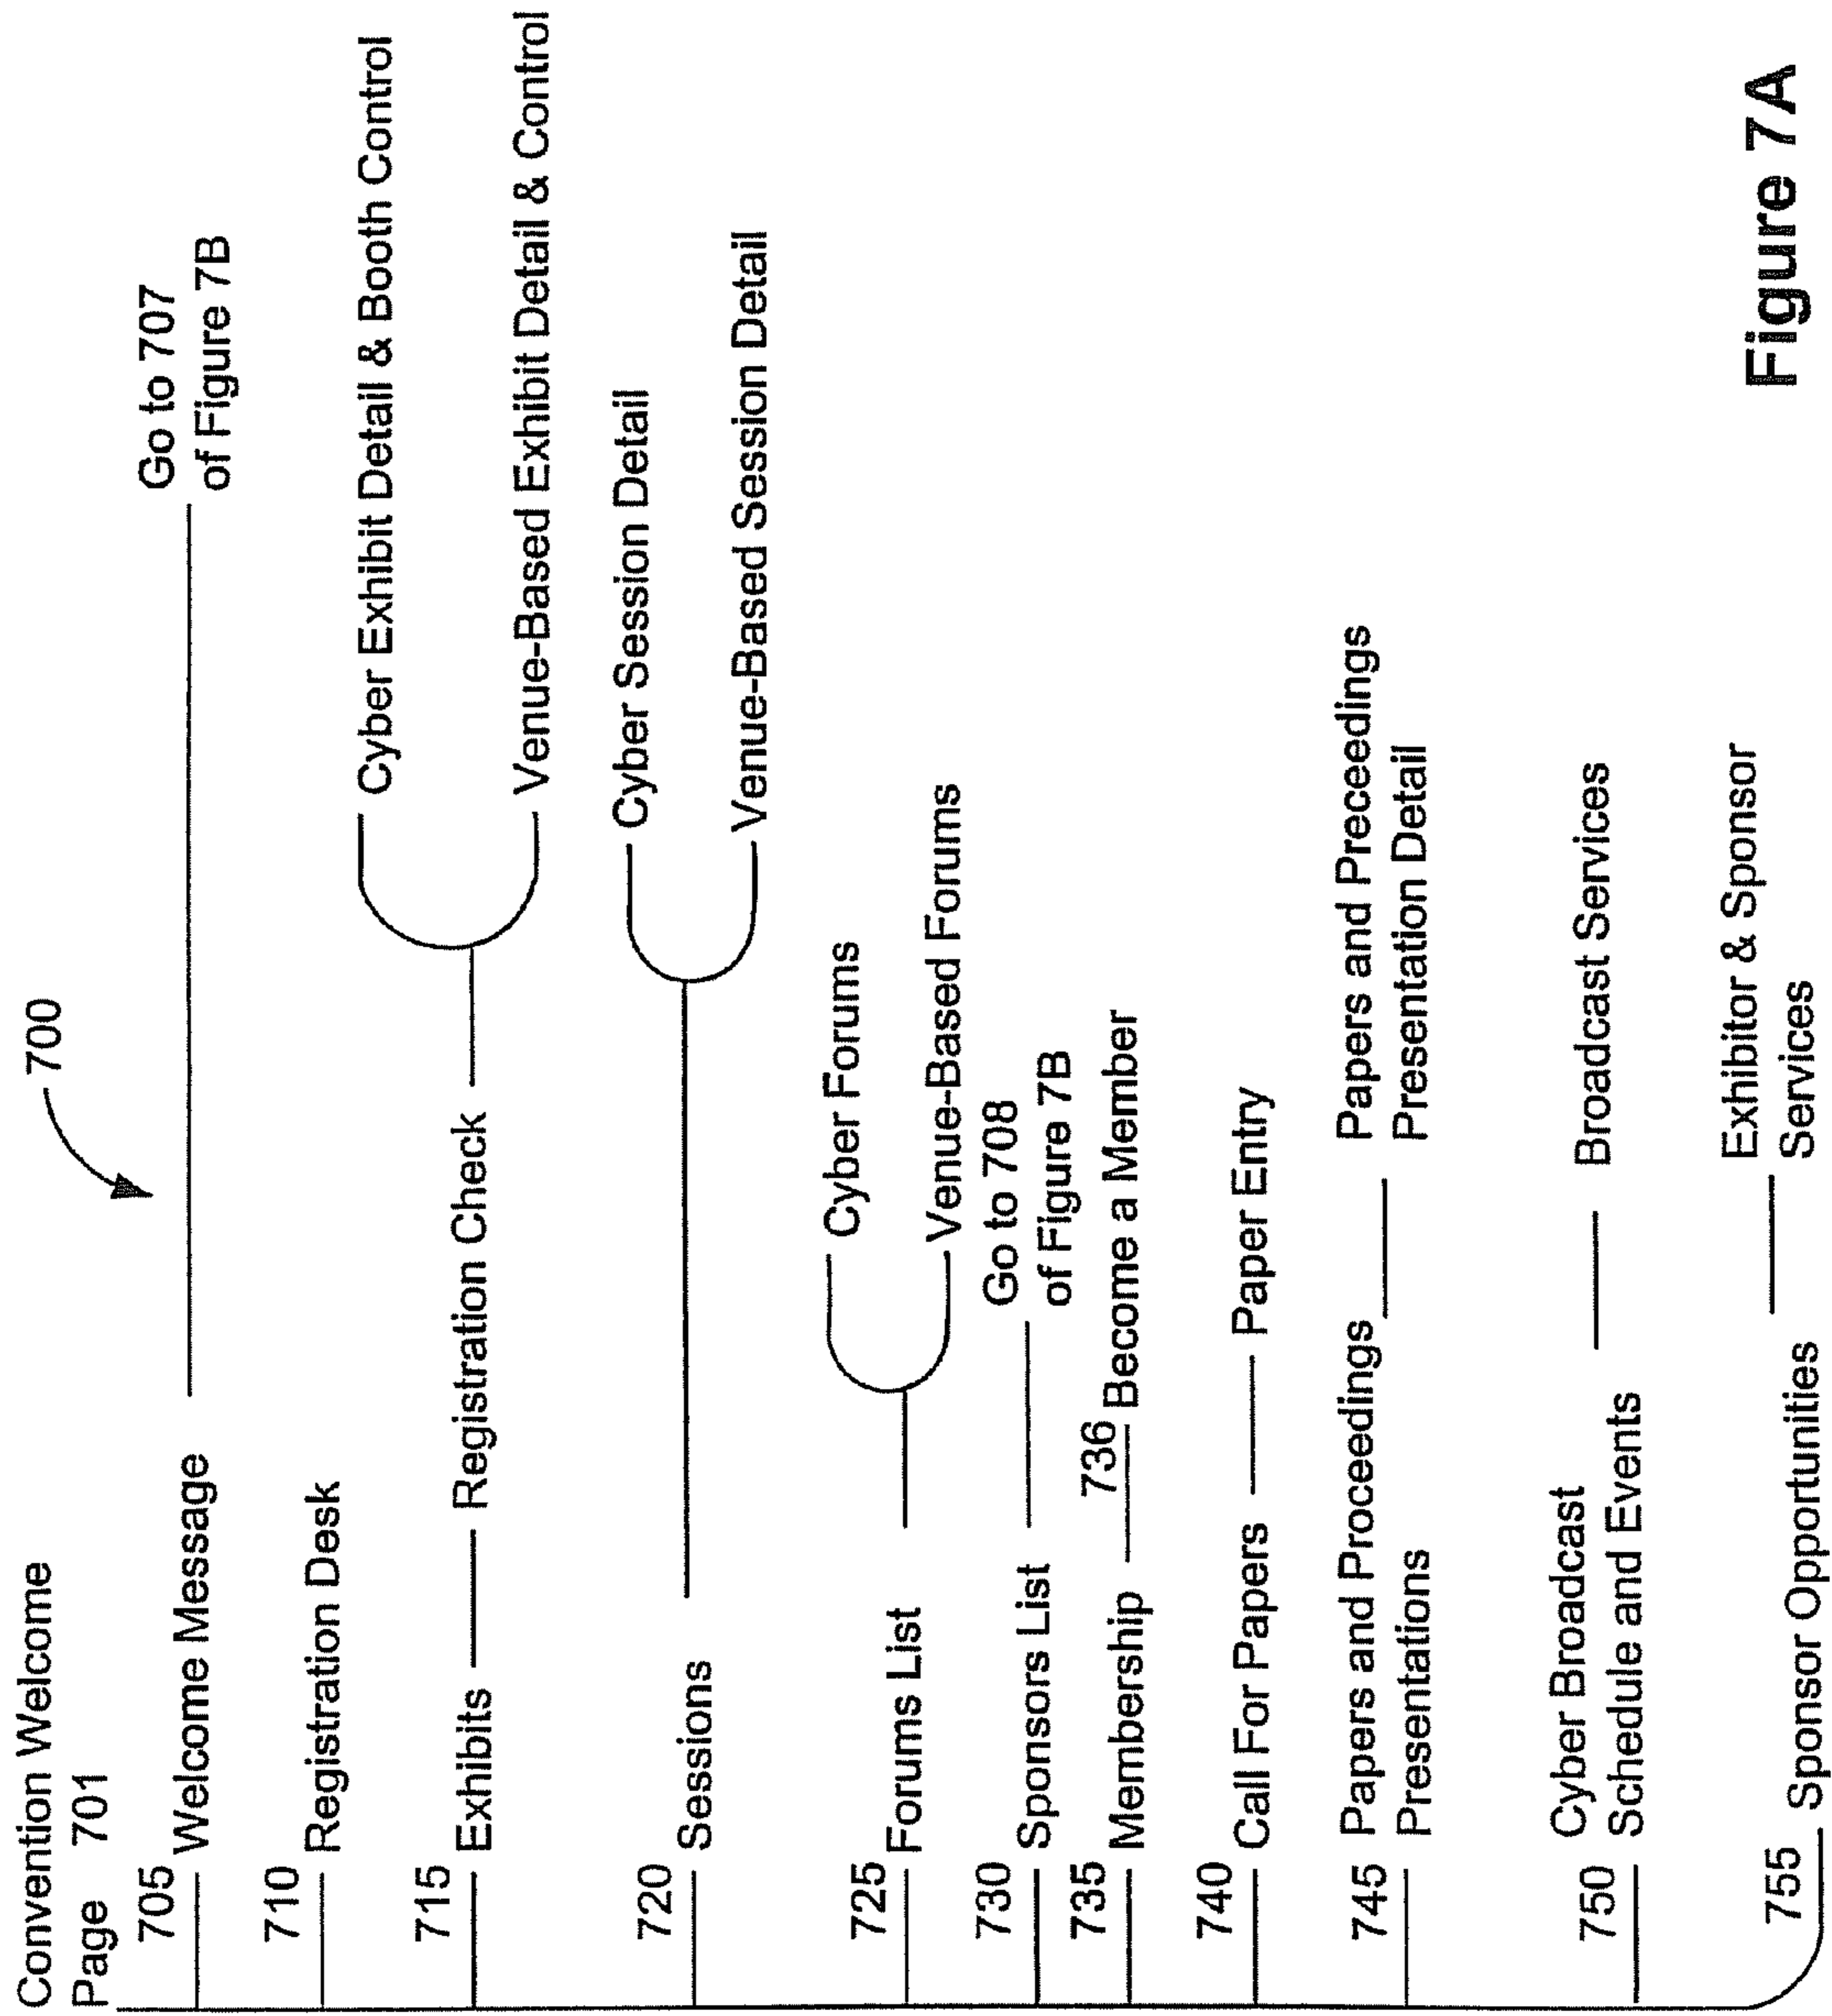 700
Convention Welcome
Page 701
705 Welcome Message
Go to 707
of Figure 7B
710 Registration Desk
715 Exhibits
Registration Check
Cyber Exhibit Detail & Booth Control
Venue-Based Exhibit Detail & Control
720 Sessions
Cyber Session Detail
Venue-Based Session Detail
725 Forums List
Cyber Forums
Venue-Based Forums
730 Sponsors List
Go to 708
of Figure 7B
735 Membership
736 Become a Member
740 Call For Papers
Paper Entry
745 Papers and Proceedings
Presentations
Papers and Preceedings
Presentation Detail
750 Cyber Broadcast
Schedule and Events
Broadcast Services
755 Sponsor Opportunities
Exhibitor & Sponsor
Services
Figure 7A